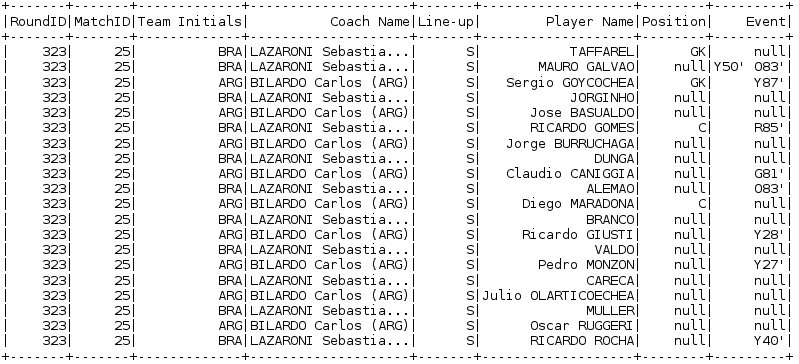 +-------+-------+-------------+--------------------+-------+-------------------+--------+---------+
|RoundID|MatchID|Team Initials|          Coach Name|Line-up|        Player Name|Position|    Event|
+-------+-------+-------------+--------------------+-------+-------------------+--------+---------+
|    323|     25|          BRA|LAZARONI Sebastia...|      S|           TAFFAREL|      GK|     null|
|    323|     25|          BRA|LAZARONI Sebastia...|      S|       MAURO GALVAO|    null|Y50' O83'|
|    323|     25|          ARG|BILARDO Carlos (ARG)|      S|   Sergio GOYCOCHEA|      GK|     Y87'|
|    323|     25|          BRA|LAZARONI Sebastia...|      S|           JORGINHO|    null|     null|
|    323|     25|          ARG|BILARDO Carlos (ARG)|      S|      Jose BASUALDO|    null|     null|
|    323|     25|          BRA|LAZARONI Sebastia...|      S|      RICARDO GOMES|       C|     R85'|
|    323|     25|          ARG|BILARDO Carlos (ARG)|      S|   Jorge BURRUCHAGA|    null|     null|
|    323|     25|          BRA|LAZARONI Sebastia...|      S|              DUNGA|    null|     null|
|    323|     25|          ARG|BILARDO Carlos (ARG)|      S|   Claudio CANIGGIA|    null|     G81'|
|    323|     25|          BRA|LAZARONI Sebastia...|      S|             ALEMAO|    null|     O83'|
|    323|     25|          ARG|BILARDO Carlos (ARG)|      S|     Diego MARADONA|       C|     null|
|    323|     25|          BRA|LAZARONI Sebastia...|      S|             BRANCO|    null|     null|
|    323|     25|          ARG|BILARDO Carlos (ARG)|      S|     Ricardo GIUSTI|    null|     Y28'|
|    323|     25|          BRA|LAZARONI Sebastia...|      S|              VALDO|    null|     null|
|    323|     25|          ARG|BILARDO Carlos (ARG)|      S|       Pedro MONZON|    null|     Y27'|
|    323|     25|          BRA|LAZARONI Sebastia...|      S|             CARECA|    null|     null|
|    323|     25|          ARG|BILARDO Carlos (ARG)|      S|Julio OLARTICOECHEA|    null|     null|
|    323|     25|          BRA|LAZARONI Sebastia...|      S|             MULLER|    null|     null|
|    323|     25|          ARG|BILARDO Carlos (ARG)|      S|      Oscar RUGGERI|    null|     null|
|    323|     25|          BRA|LAZARONI Sebastia...|      S|      RICARDO ROCHA|    null|     Y40'|
+-------+-------+-------------+--------------------+-------+-------------------+--------+---------+